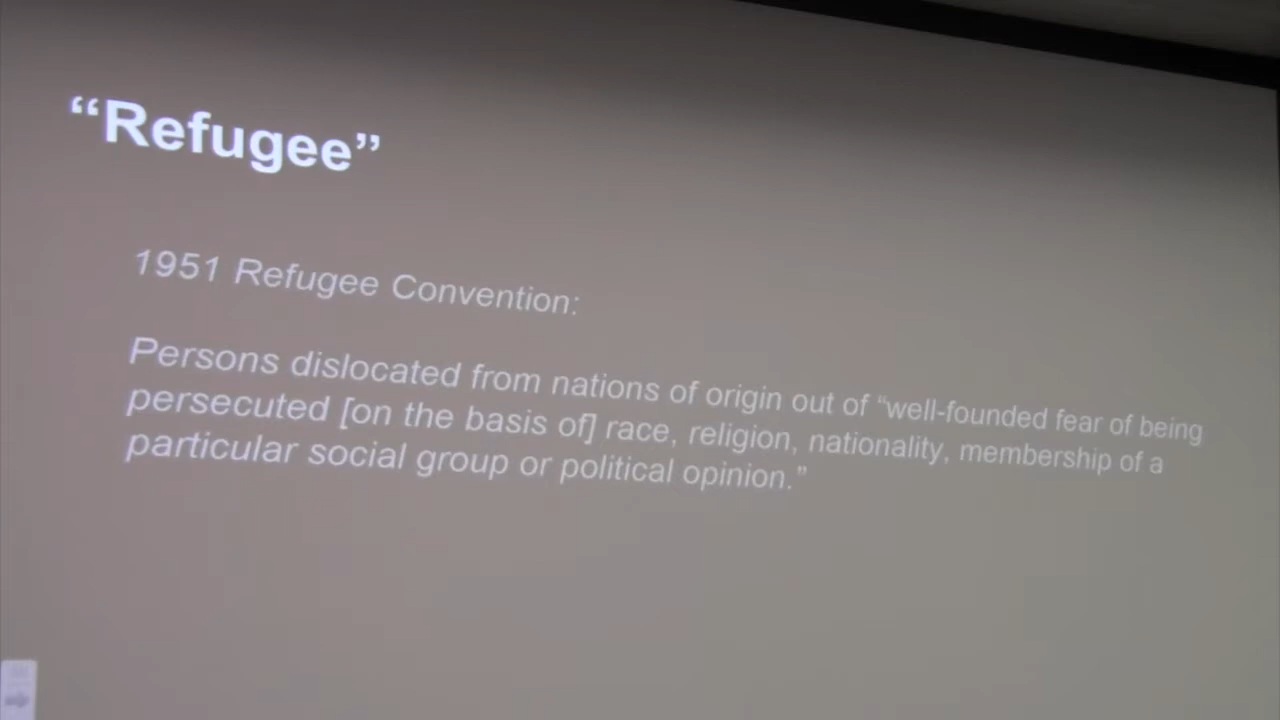 “Refugee”
1951 Refugee Convention:
Persons dislocated from nations of origin out of “well-founded fear of being
persecuted [on the basis of] race, religion, nationality, membership of a
particular social group or political opinion.”